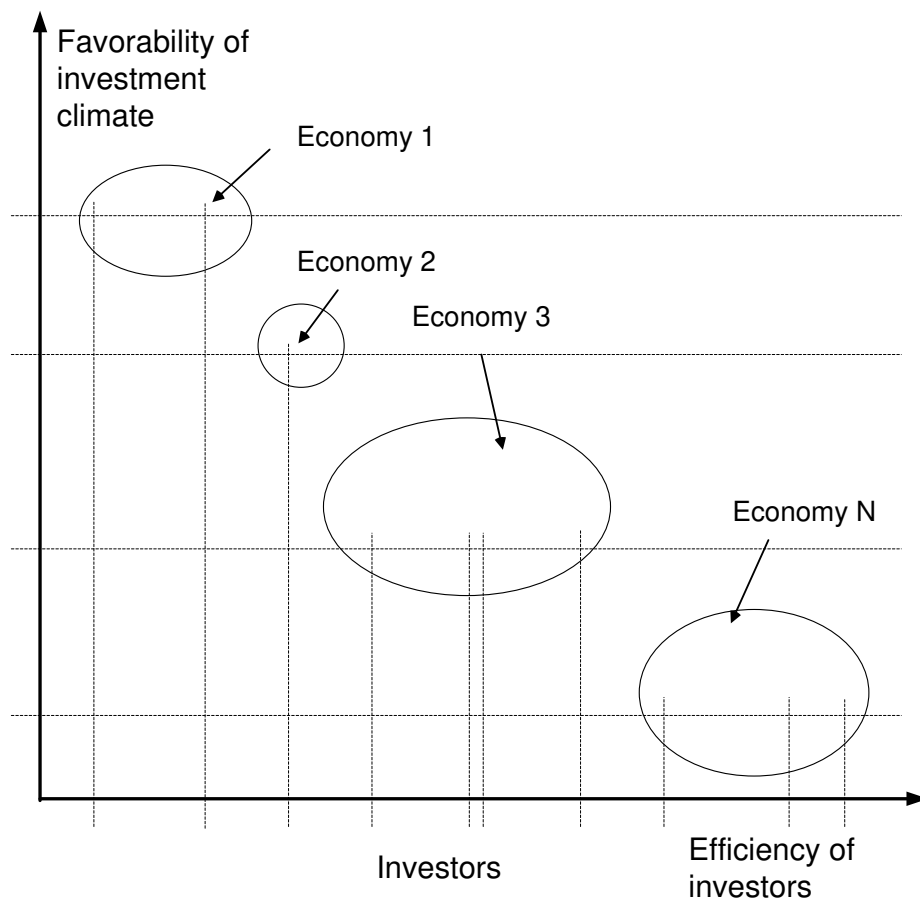 Favorability of
investment
climate
Economy 1
Economy 2
Economy 3
Economy N
Investors
Efficiency of
investors